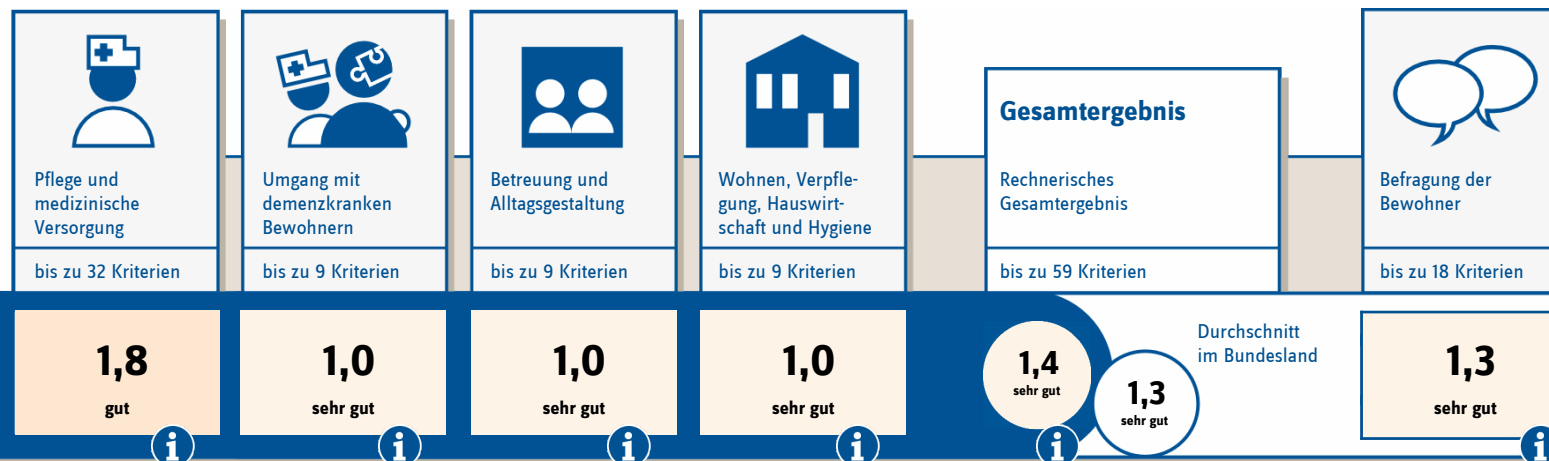 Pflege und
medizinische
Versorgung
bis zu 32 Kriterien
1,8
gut
i
Umgang mit
demenzkranken
Bewohnern
bis zu 9 Kriterien
1,0
sehr gut
i
Betreuung und
Alltagsgestaltung
bis zu 9 Kriterien
1,0
sehr gut
i
Wohnen, Verpfle-
gung, Hauswirt-
schaft und Hygiene
bis zu 9 Kriterien
1,0
sehr gut
i
Gesamtergebnis
Rechnerisches
Gesamtergebnis
bis zu 59 Kriterien
1,4
sehr gut
i
1,3
sehr gut
Durchschnitt
im Bundesland
Befragung der
Bewohner
bis zu 18 Kriterien
1,3
sehr gut
i